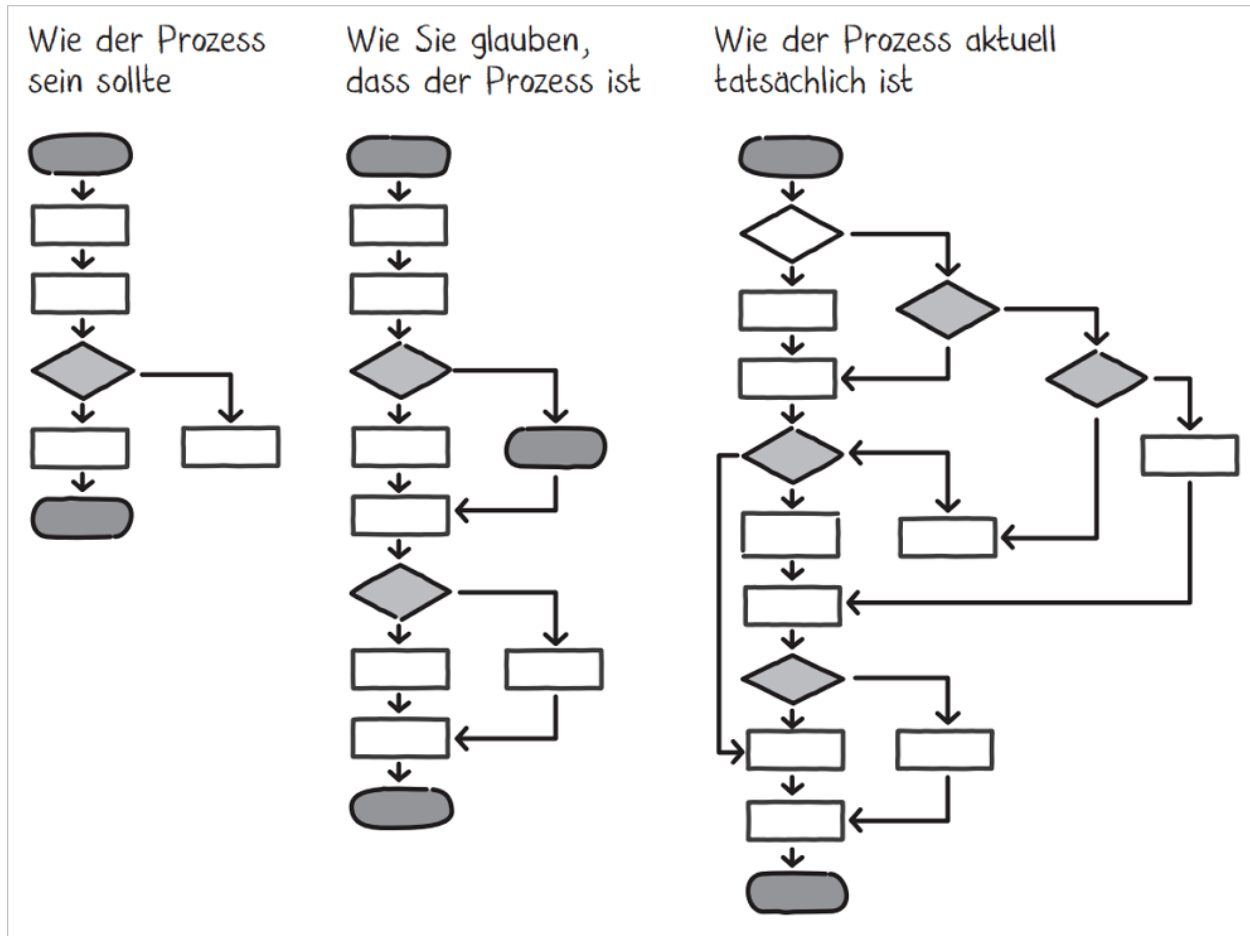 Wie der Prozess
sein sollte
Wie Sie glauben,
dass der Prozess ist
Wie der Prozess aktuell
tatsächlich ist